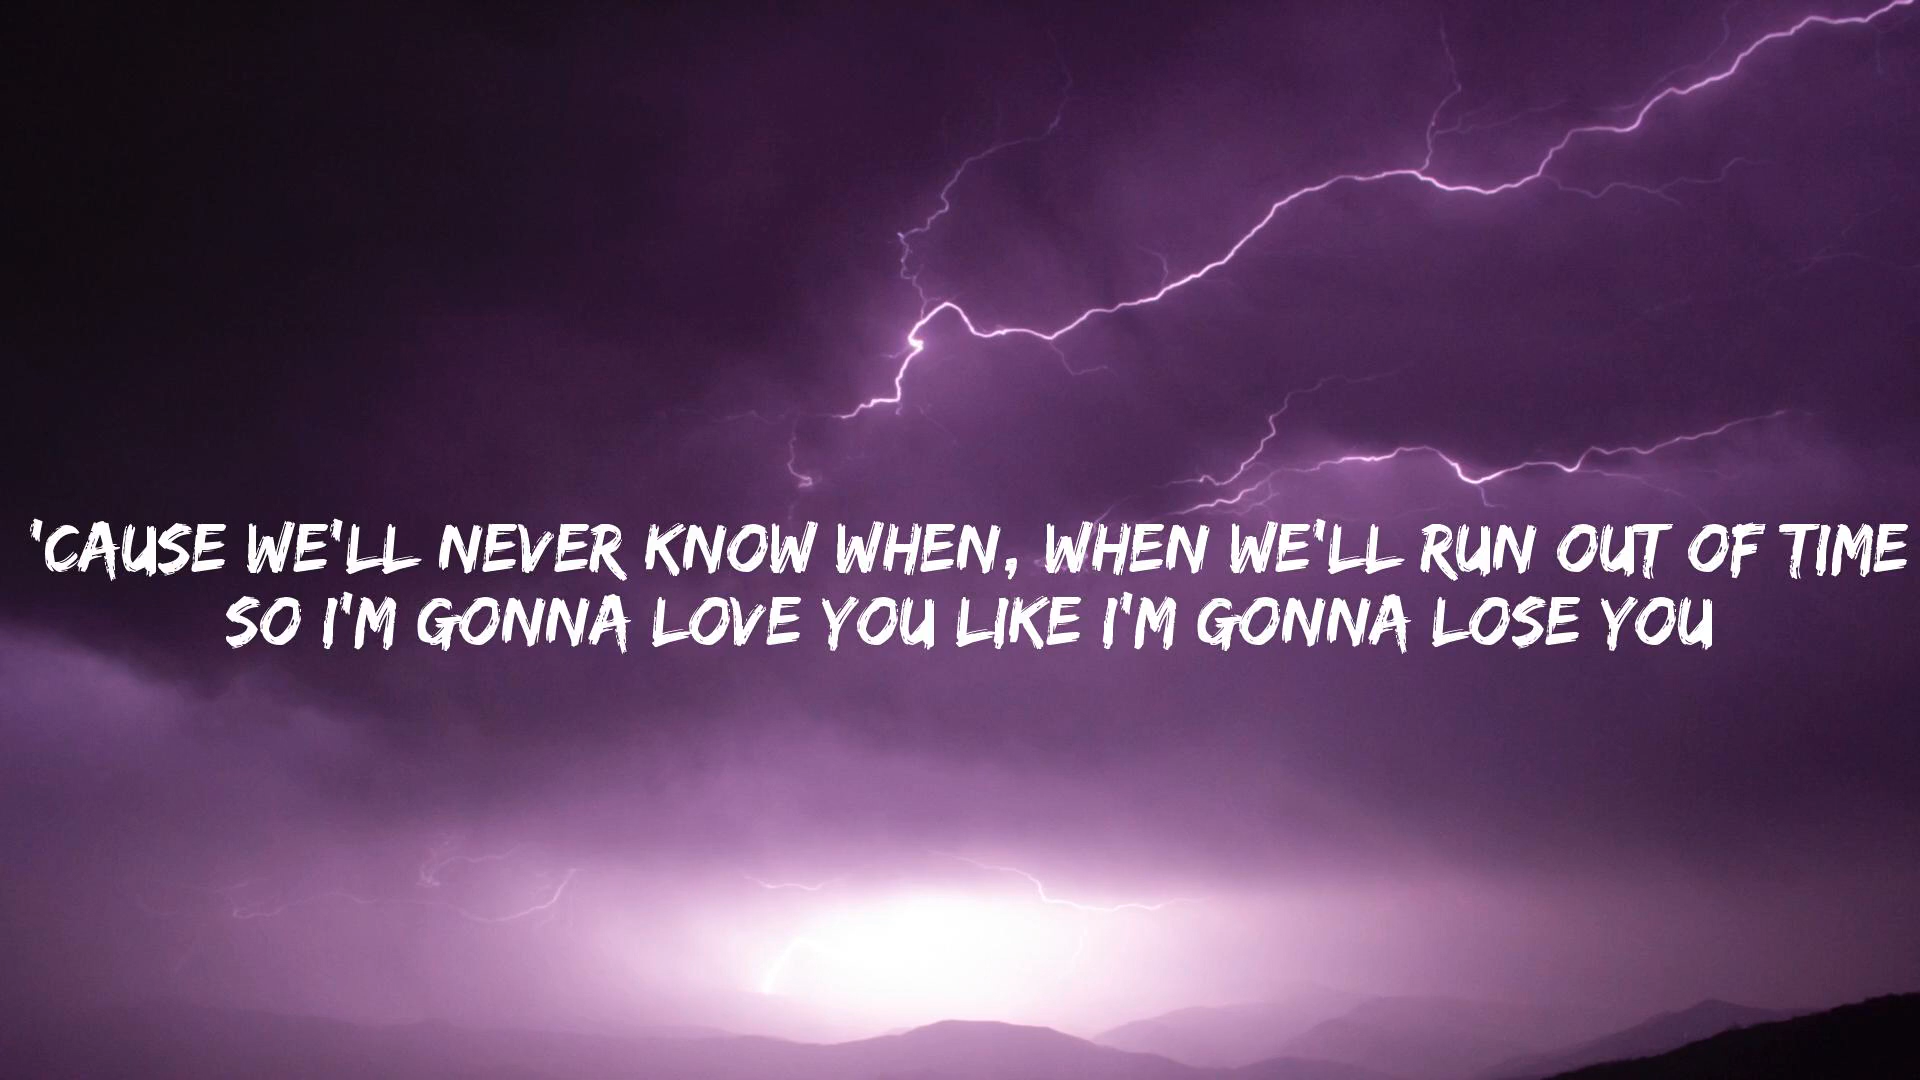 'CAUSE WE'LL NEVER KNOW WHEN, WHEN WE'LL RUN OUT OF TIME
SO I'M GONNA LOVE YOU LIKE I'M GONNA LOSE YOU